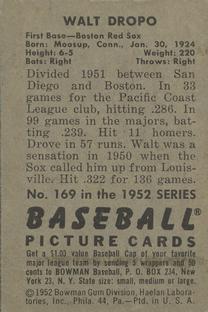 WALT DROPO
First Base—Boston Red Sox
Born: Moosup, Conn., Jan. 30, 1924
Height: 6-5 Weight: 220
Bats: Right Throws: Right
Divided 1951 between San
Diego and Boston. In 33
games for the Pacific Coast
League club, hitting .286. In
99 games in the majors, bat-
ting .239. Hit 11 homers.
Drove in 57 runs. Walt was a
sensation in 1950 when the
Sox called him up from Louis-
ville. Hit .322 for 136 games.
No. 169 in the 1952 SERIES
BASEBALL®
PICTURE CARDS
Get a $1.00 value Baseball Cap of your favorite
major league team by sending 5 wrappers and 50
cents to BOWMAN Baseball, P. O. BOX 234, New
York 23, N. Y. State size: small, medium or large.
©1952 Bowman Gum Division, Haelan Labora-
tories, Inc., Phila. 44, Pa.—Ptd. in U. S. A.